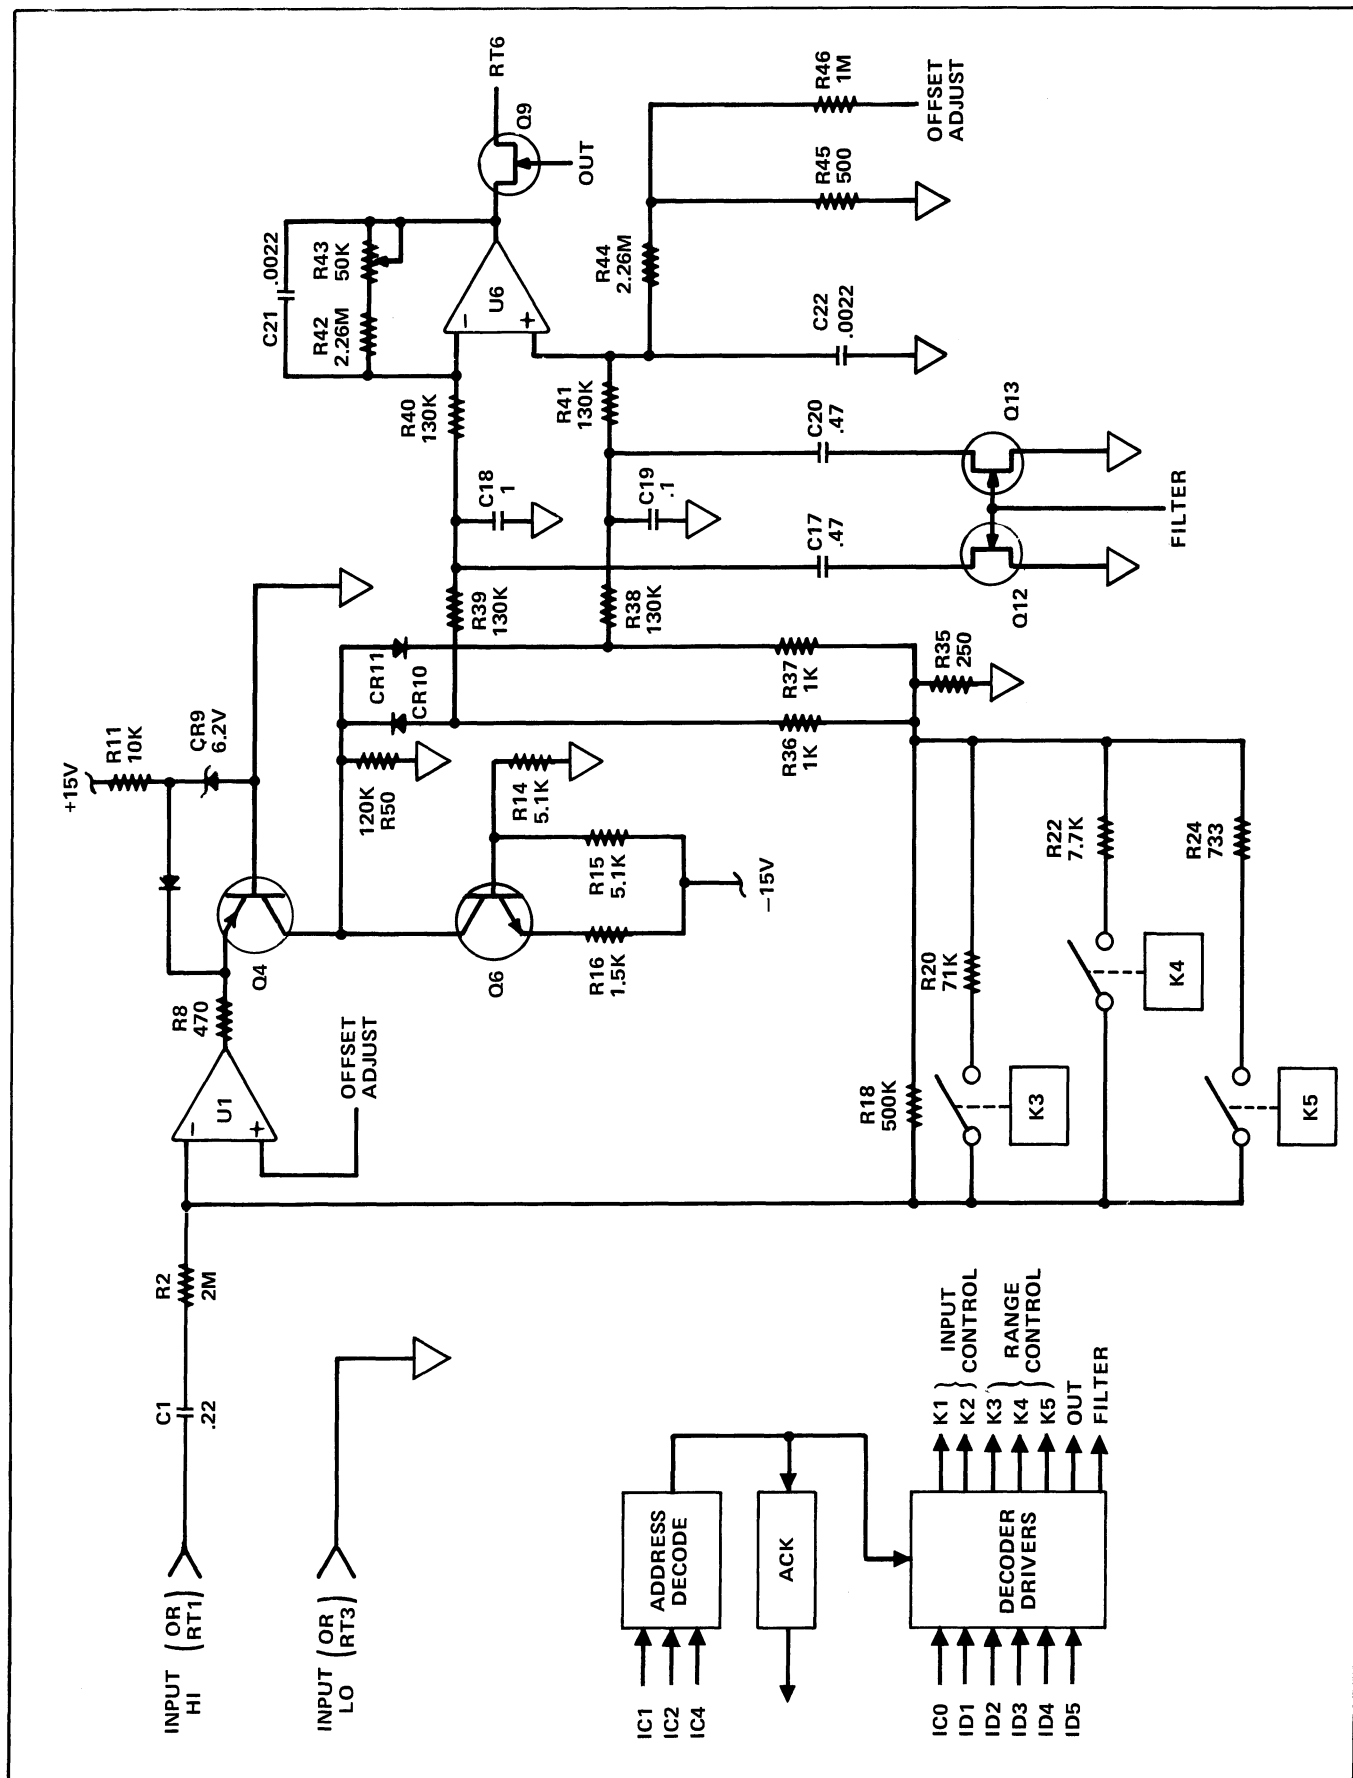 INPUT
HI
(OR
RT1)
C1
.22
R2
2M
INPUT
LO
(OR
RT3)
U1
−
+
OFFSET
ADJUST
R8
470
Q4
+15V
R11
10K
CR9
6.2V
120K
R50
CR11
CR10
Q6
R14
5.1K
R15
5.1K
R16
1.5K
−15V
R39
130K
R38
130K
C18
1
C19
.1
R40
130K
R41
130K
C21
.0022
R42
2.26M
R43
50K
U6
−
+
Q9
RT6
OUT
R44
2.26M
R45
500
R46
1M
OFFSET
ADJUST
C22
.0022
C20
.47
C17
.47
Q13
Q12
FILTER
R37
1K
R36
1K
R35
250
R18
500K
R20
71K
K3
R22
7.7K
K4
R24
733
K5
IC1
IC2
IC4
ADDRESS
DECODE
ACK
IC0
ID1
ID2
ID3
ID4
ID5
DECODER
DRIVERS
K1
K2
INPUT
CONTROL
K3
K4
K5
RANGE
CONTROL
OUT
FILTER